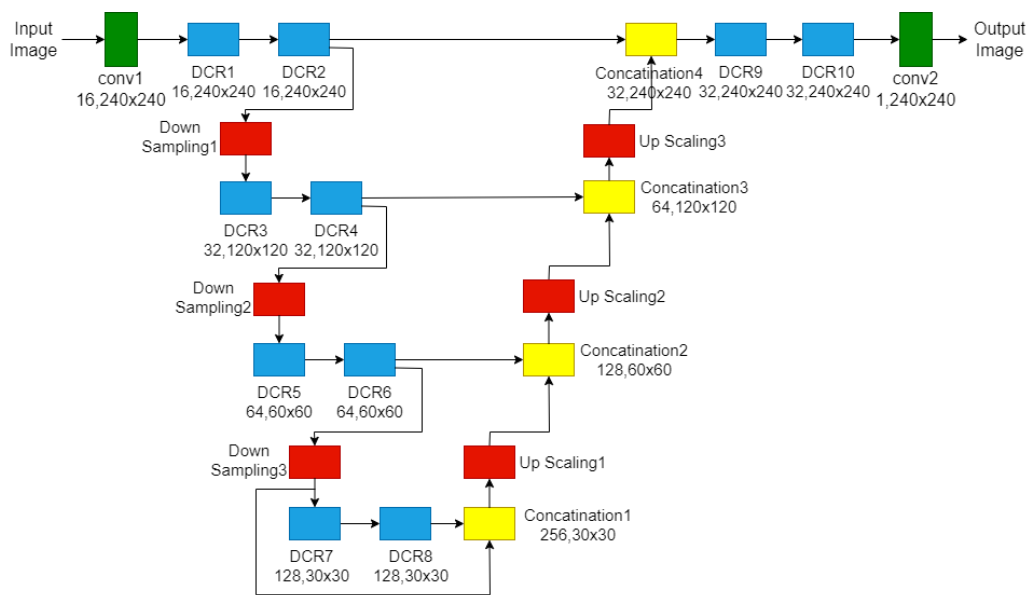 Input
Image
conv1
16,240x240
DCR1
16,240x240
DCR2
16,240x240
Concatination4
32,240x240
DCR9
32,240x240
DCR10
32,240x240
conv2
1,240x240
Output
Image
Down
Sampling1
Up Scaling3
DCR3
32,120x120
DCR4
32,120x120
Concatination3
64,120x120
Down
Sampling2
Up Scaling2
DCR5
64,60x60
DCR6
64,60x60
Concatination2
128,60x60
Down
Sampling3
Up Scaling1
DCR7
128,30x30
DCR8
128,30x30
Concatination1
256,30x30